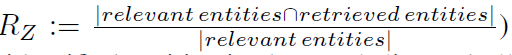 R_Z := |relevant entities∩retrieved entities| / |relevant entities| )